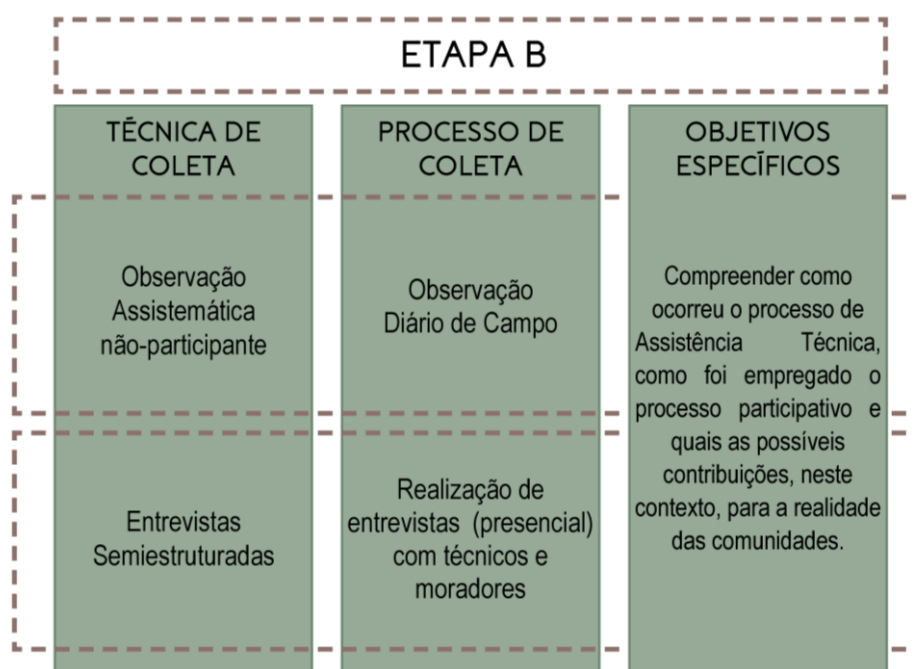 ETAPA B
TÉCNICA DE
COLETA
PROCESSO DE
COLETA
OBJETIVOS
ESPECÍFICOS
Observação
Assistemática
não-participante
Observação
Diário de Campo
Compreender como
ocorreu o processo de
Assistência Técnica,
como foi empregado o
processo participativo e
quais as possíveis
contribuições, neste
contexto, para a realidade
das comunidades.
Entrevistas
Semiestruturadas
Realização de
entrevistas (presencial)
com técnicos e
moradores